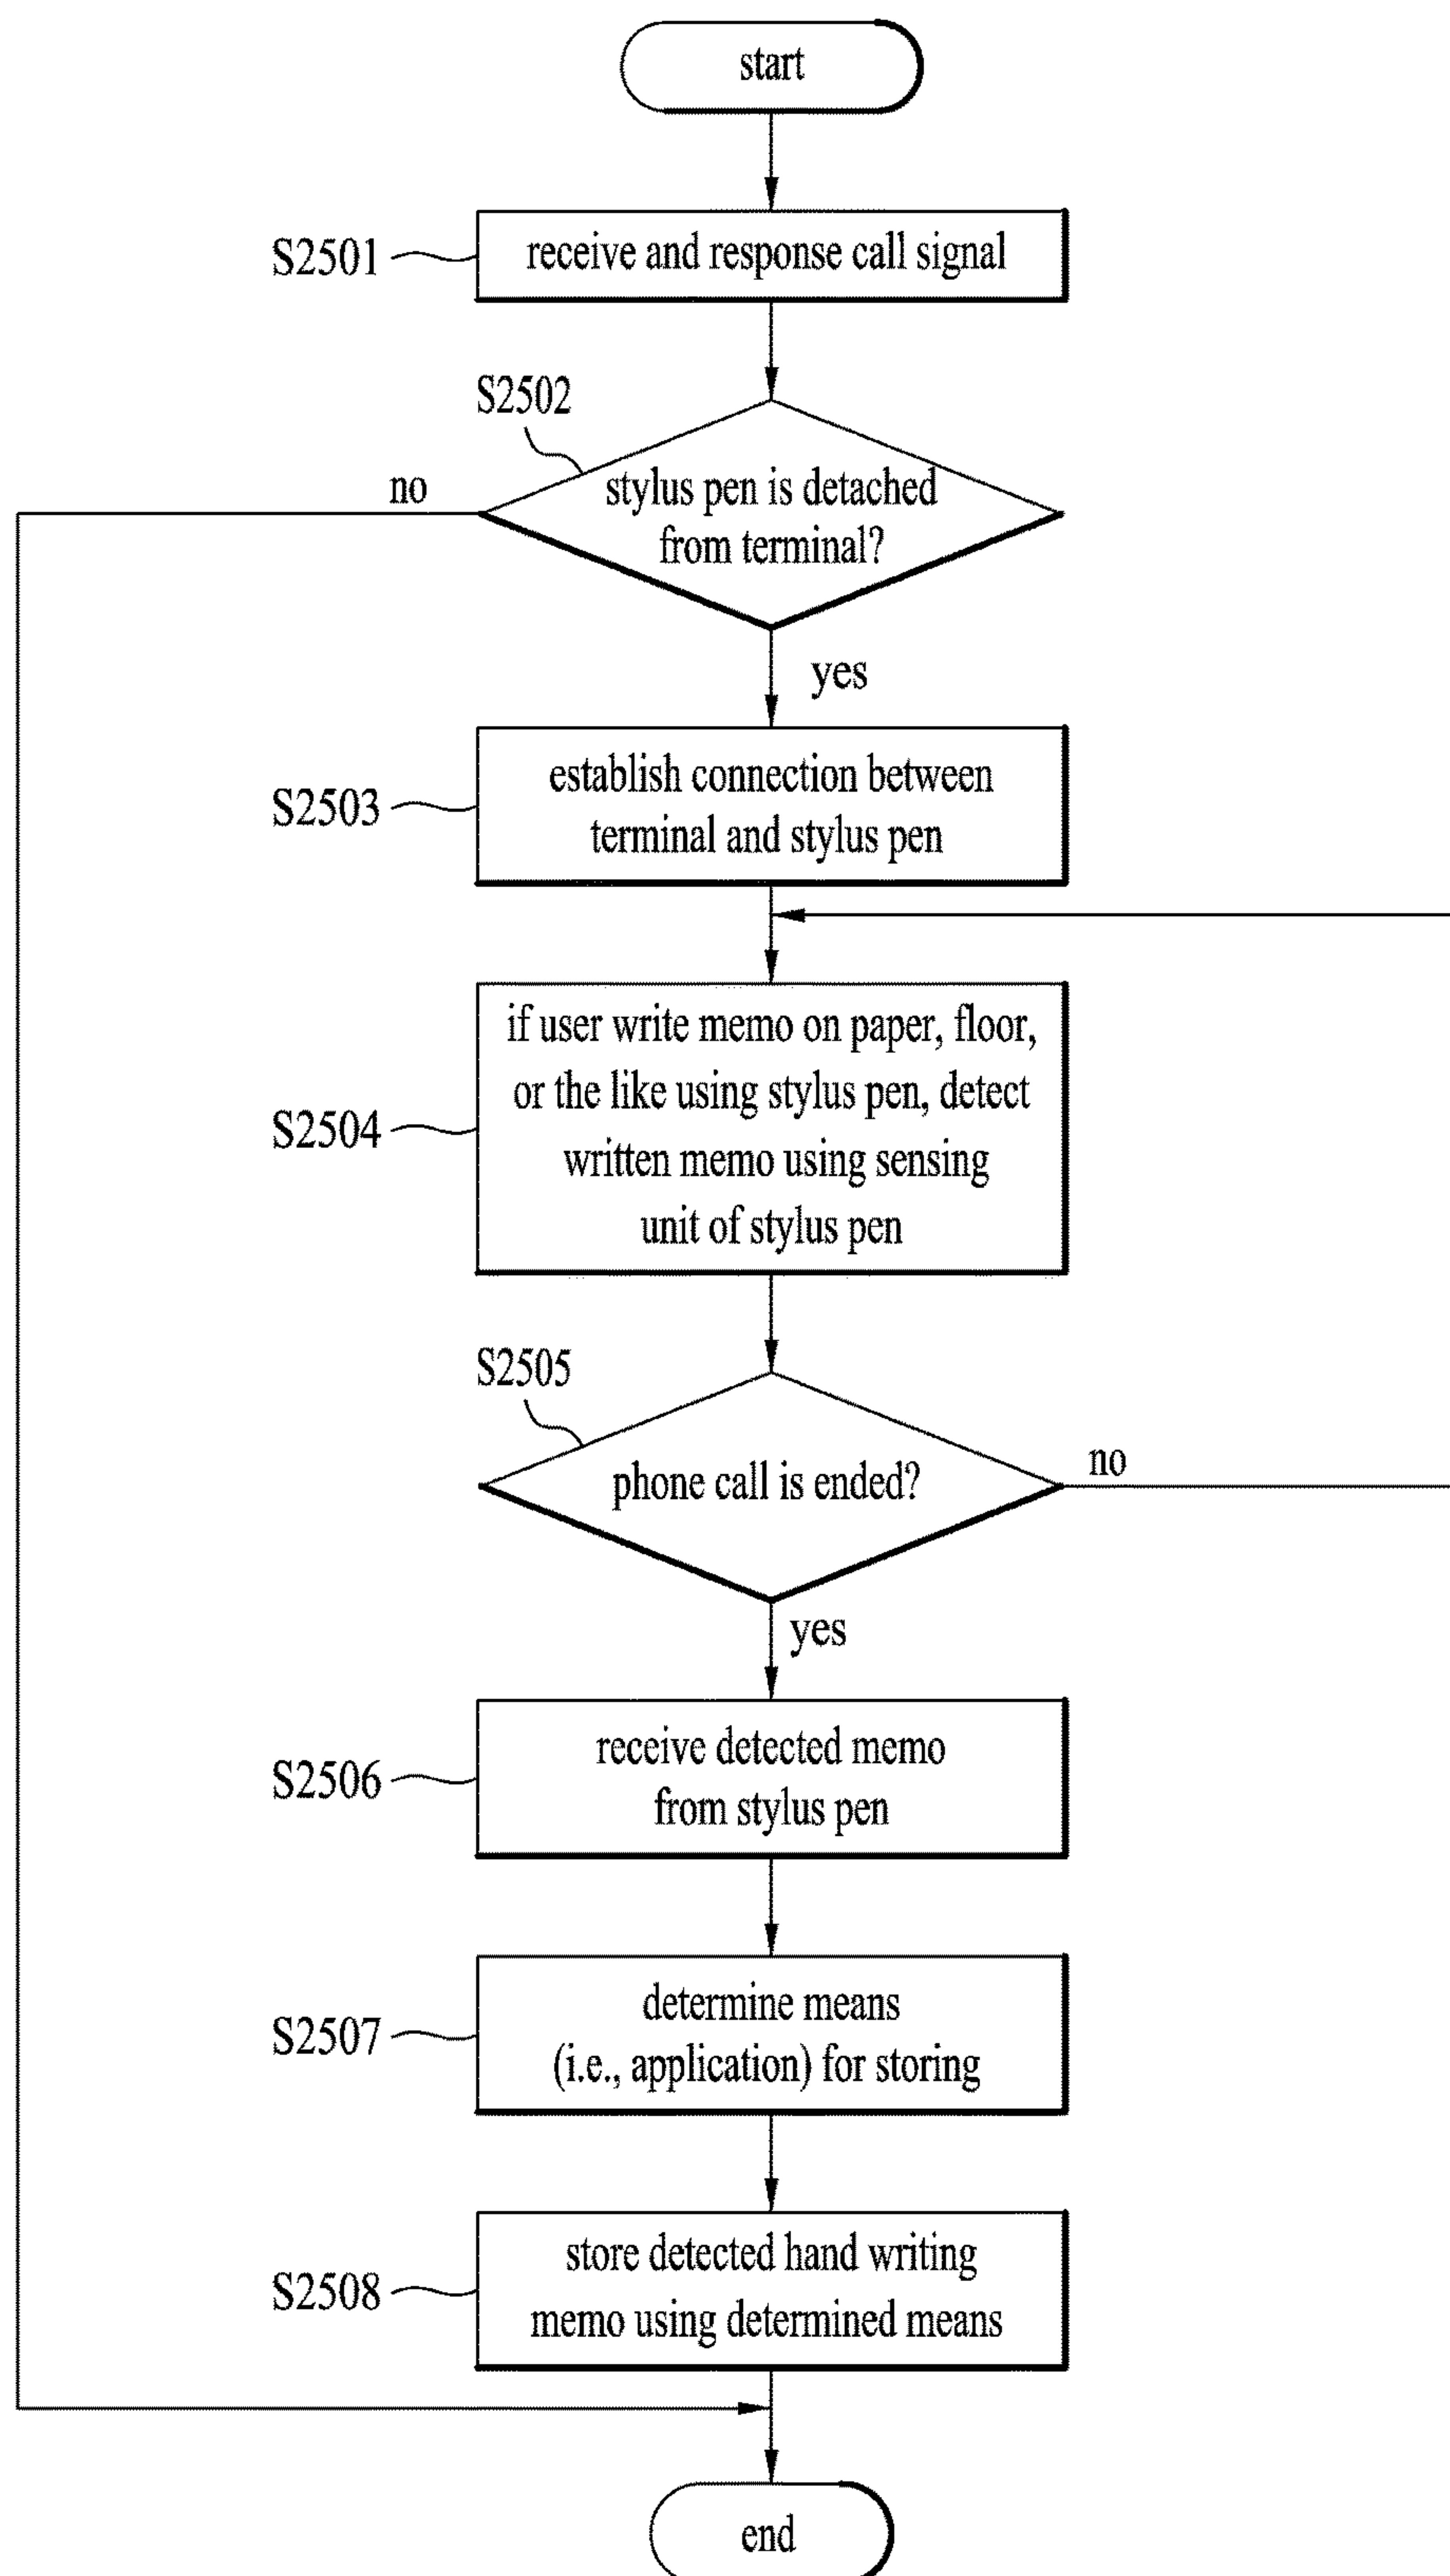 start
S2501
receive and response call signal
S2502
no
stylus pen is detached
from terminal?
yes
S2503
establish connection between
terminal and stylus pen
S2504
if user write memo on paper, floor,
or the like using stylus pen, detect
written memo using sensing
unit of stylus pen
S2505
phone call is ended?
no
yes
S2506
receive detected memo
from stylus pen
S2507
determine means
(i.e., application) for storing
S2508
store detected hand writing
memo using determined means
end